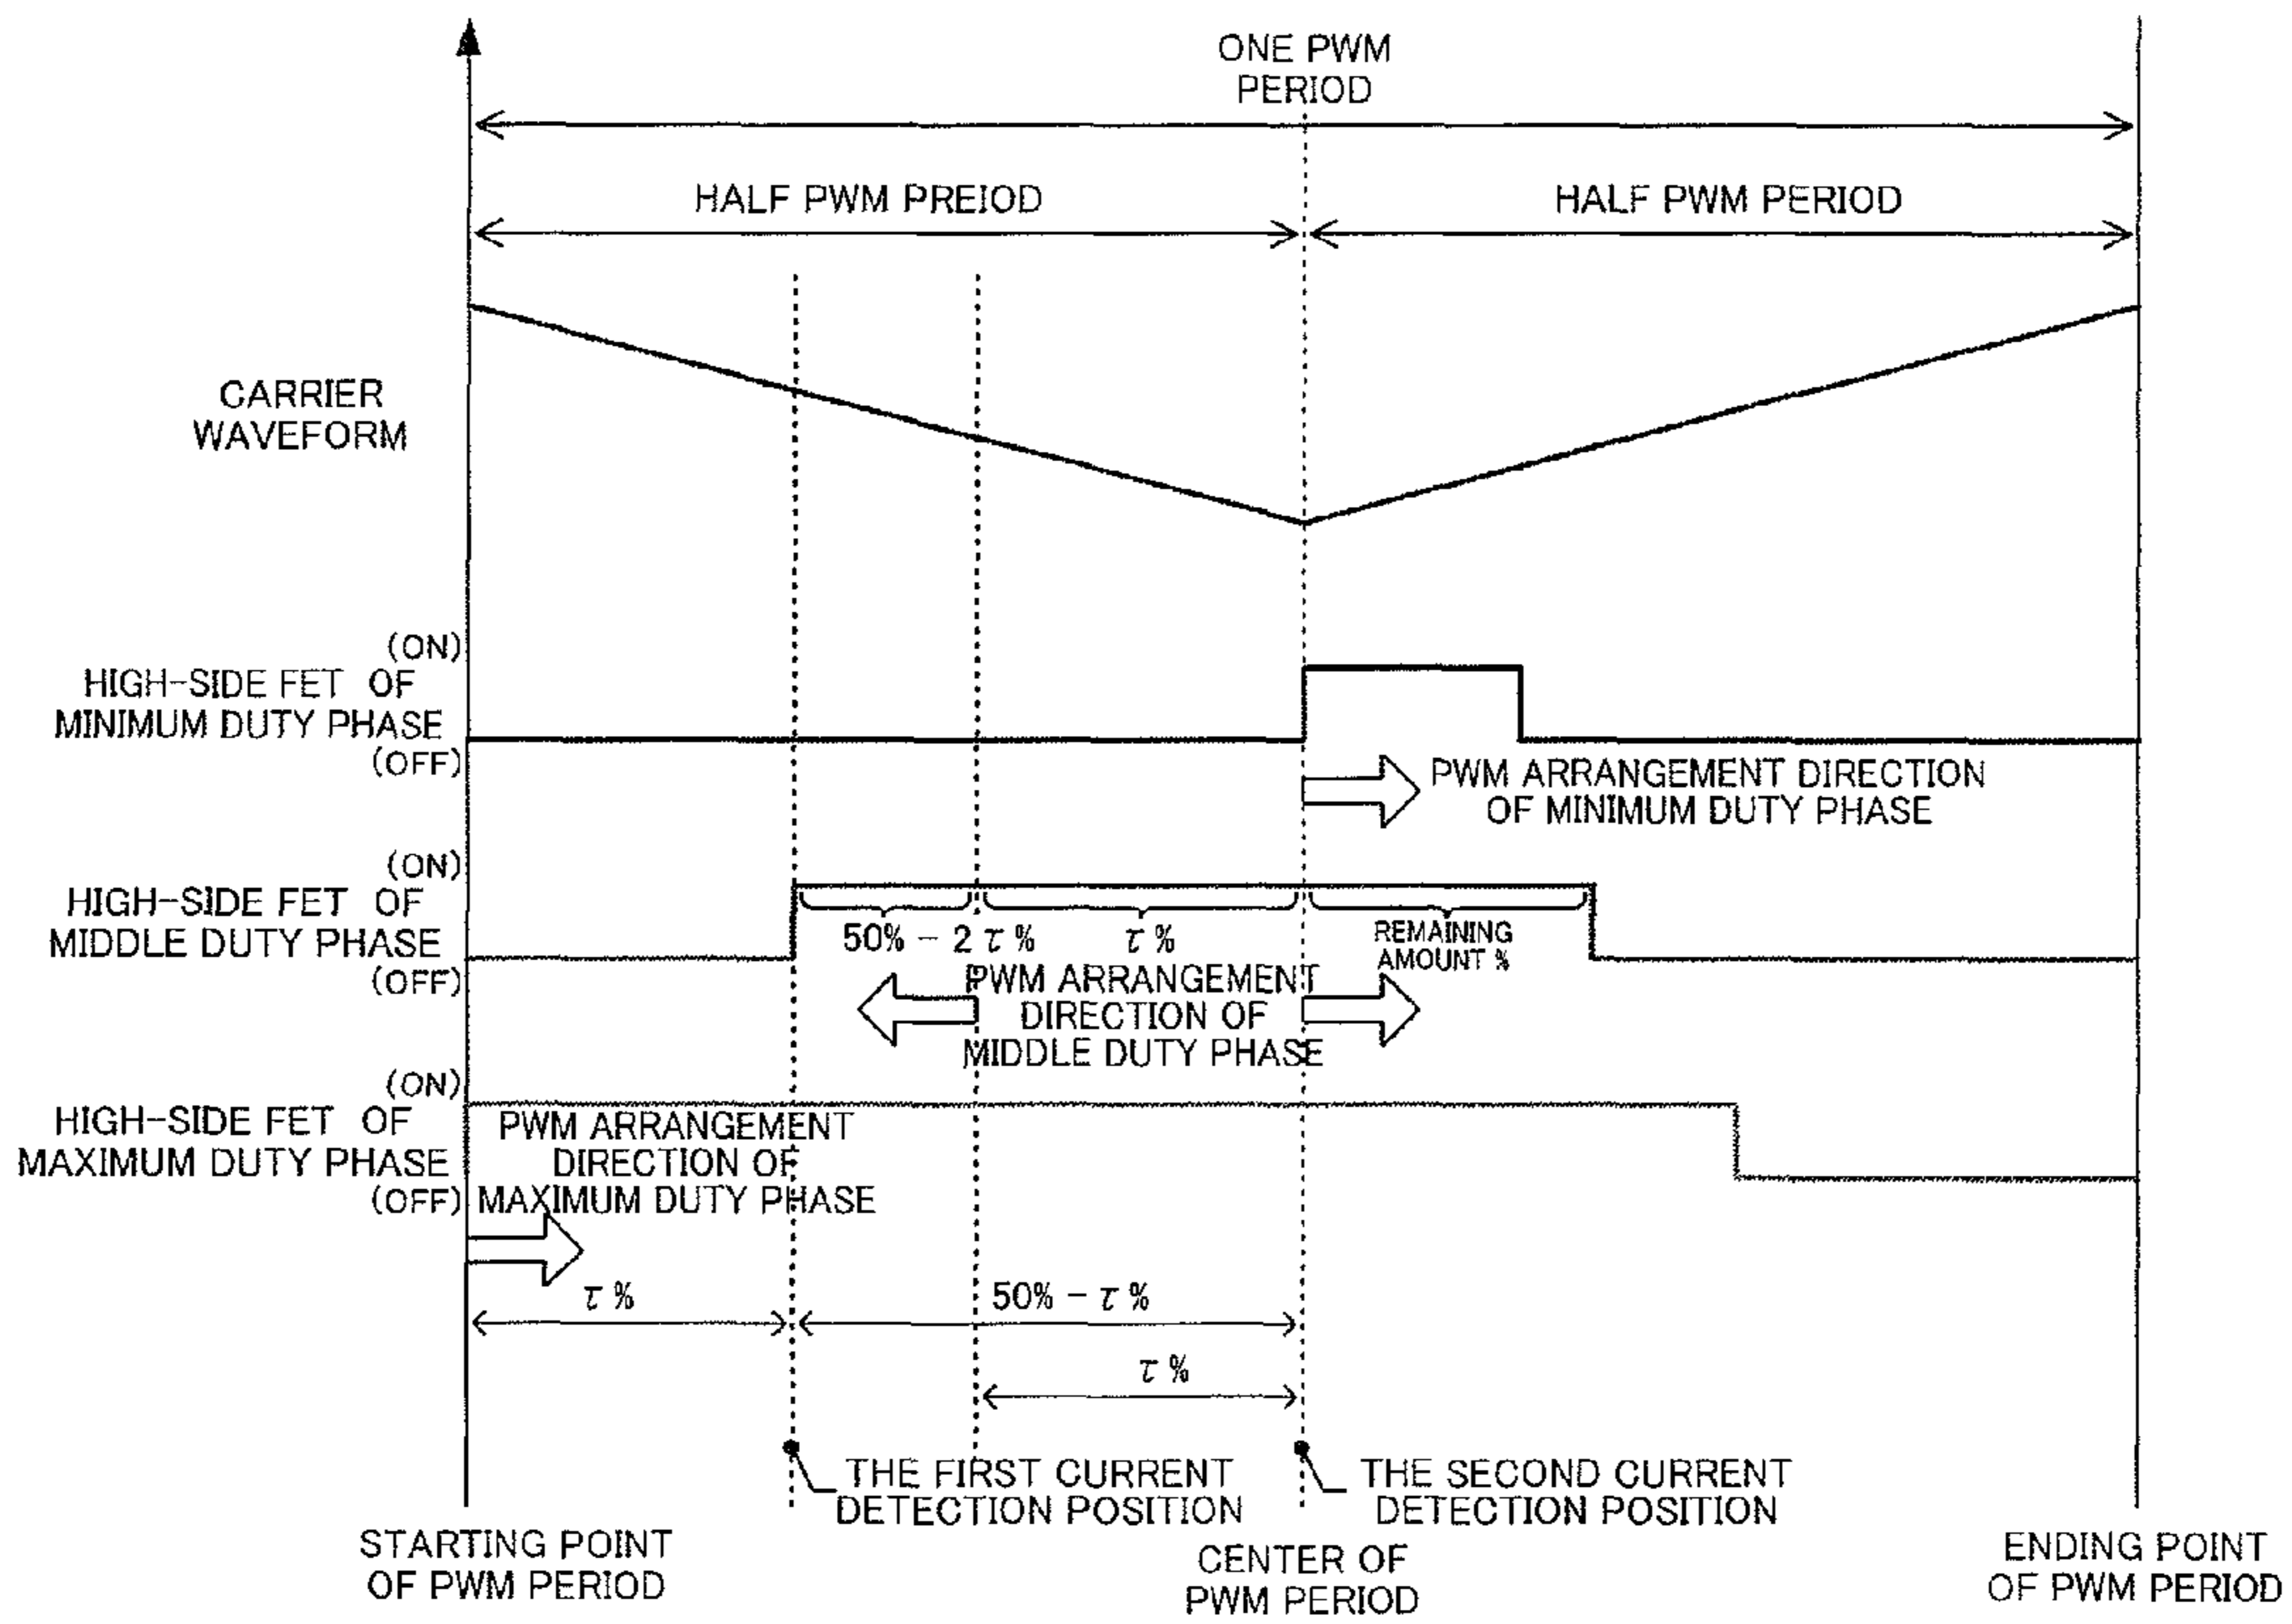 ONE PWM
PERIOD
HALF PWM PREIOD
HALF PWM PERIOD
CARRIER
WAVEFORM
(ON)
HIGH-SIDE FET OF
MINIMUM DUTY PHASE
(OFF)
PWM ARRANGEMENT DIRECTION
OF MINIMUM DUTY PHASE
(ON)
HIGH-SIDE FET OF
MIDDLE DUTY PHASE
(OFF)
50% - 2 τ %
τ %
REMAINING
AMOUNT %
PWM ARRANGEMENT
DIRECTION OF
MIDDLE DUTY PHASE
(ON)
HIGH-SIDE FET OF
MAXIMUM DUTY PHASE
(OFF)
PWM ARRANGEMENT
DIRECTION OF
MAXIMUM DUTY PHASE
τ %
50% - τ %
τ %
THE FIRST CURRENT
DETECTION POSITION
THE SECOND CURRENT
DETECTION POSITION
STARTING POINT
OF PWM PERIOD
CENTER OF
PWM PERIOD
ENDING POINT
OF PWM PERIOD